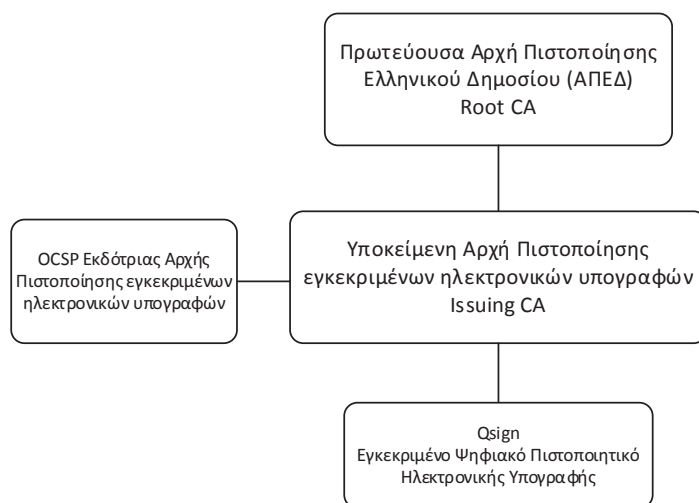 Πρωτεύουσα Αρχή Πιστοποίησης
Ελληνικού Δημοσίου (ΑΠΕΔ)
Root CA
OCSP Εκδότριας Αρχής
Πιστοποίησης εγκεκριμένων
ηλεκτρονικών υπογραφών
Υποκείμενη Αρχή Πιστοποίησης
εγκεκριμένων ηλεκτρονικών υπογραφών
Issuing CA
Qsign
Εγκεκριμένο Ψηφιακό Πιστοποιητικό
Ηλεκτρονικής Υπογραφής